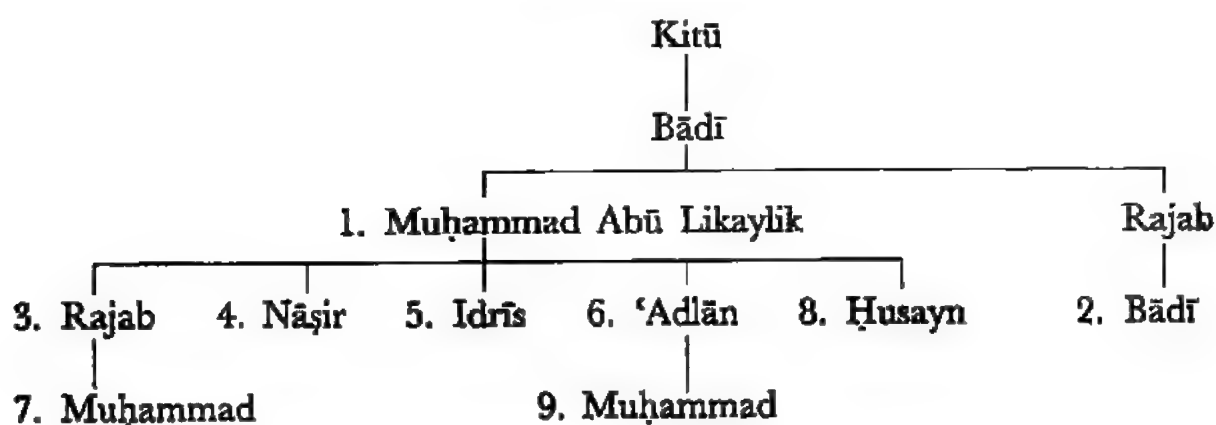 Kitū
Bādī
1. Muḥammad Abū Likaylik Rajab
3. Rajab 4. Nāṣir 5. Idrīs 6. ʿAdlān 8. Ḥusayn 2. Bādī
7. Muḥammad 9. Muḥammad